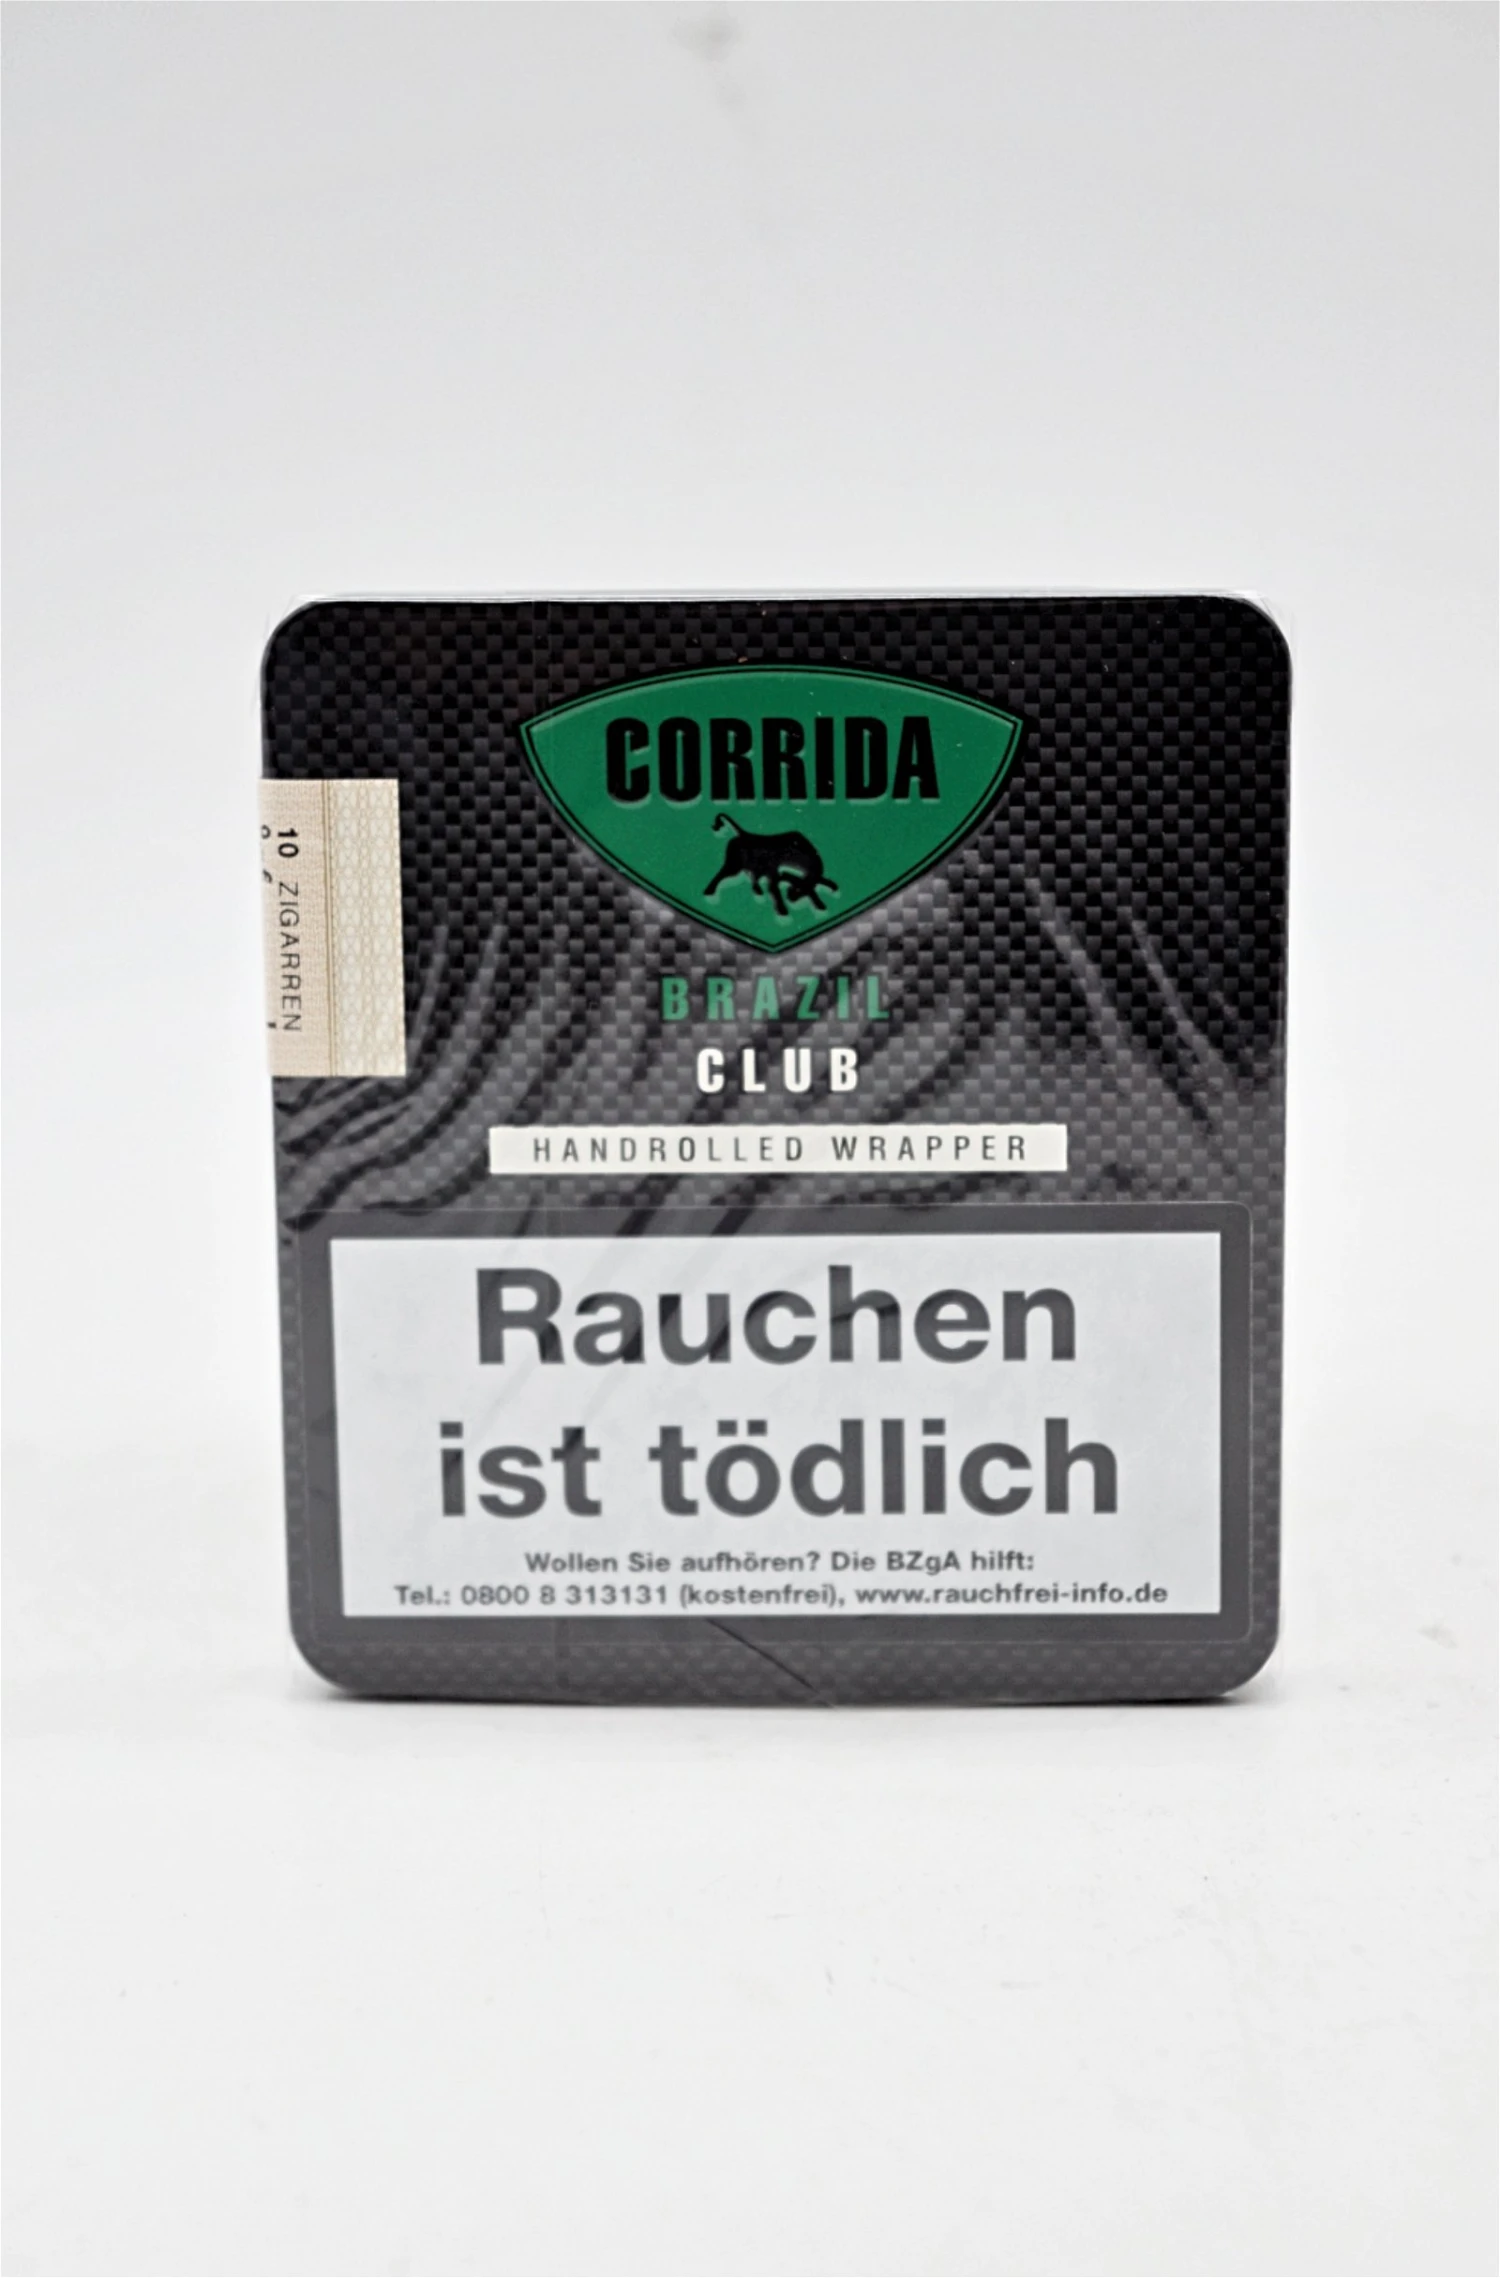 CORRIDA
BRAZIL
CLUB
HANDROLLED WRAPPER
10 ZIGARREN
Rauchen
ist tödlich
Wollen Sie aufhören? Die BZgA hilft:
Tel.: 0800 8 313131 (kostenfrei), www.rauchfrei-info.de